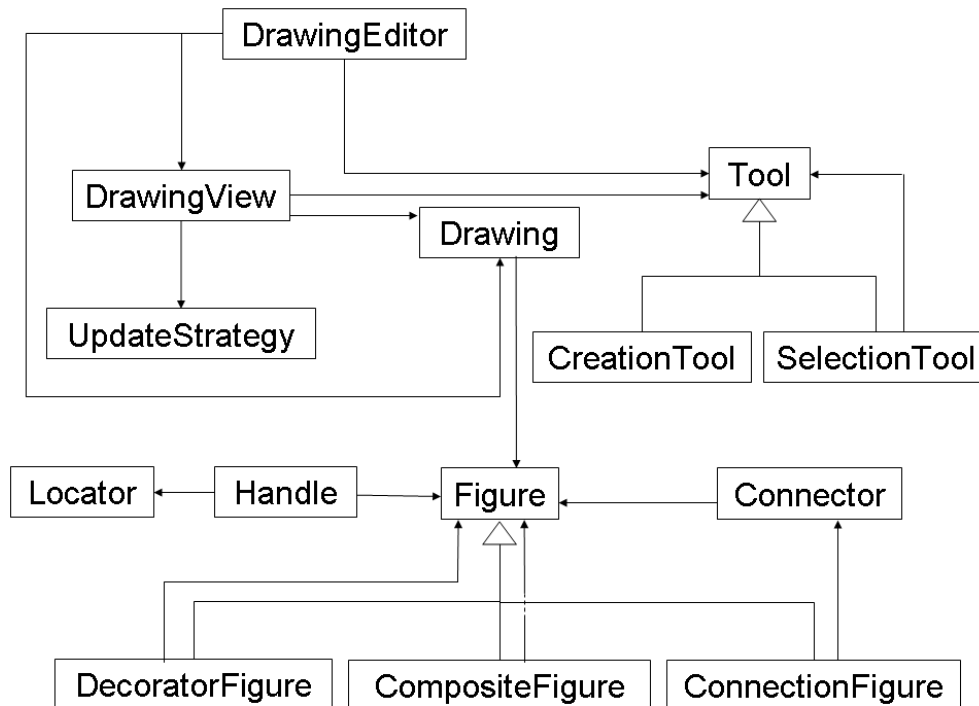 DrawingEditor
Tool
DrawingView
Drawing
UpdateStrategy
CreationTool
SelectionTool
Locator
Handle
Figure
Connector
DecoratorFigure
CompositeFigure
ConnectionFigure